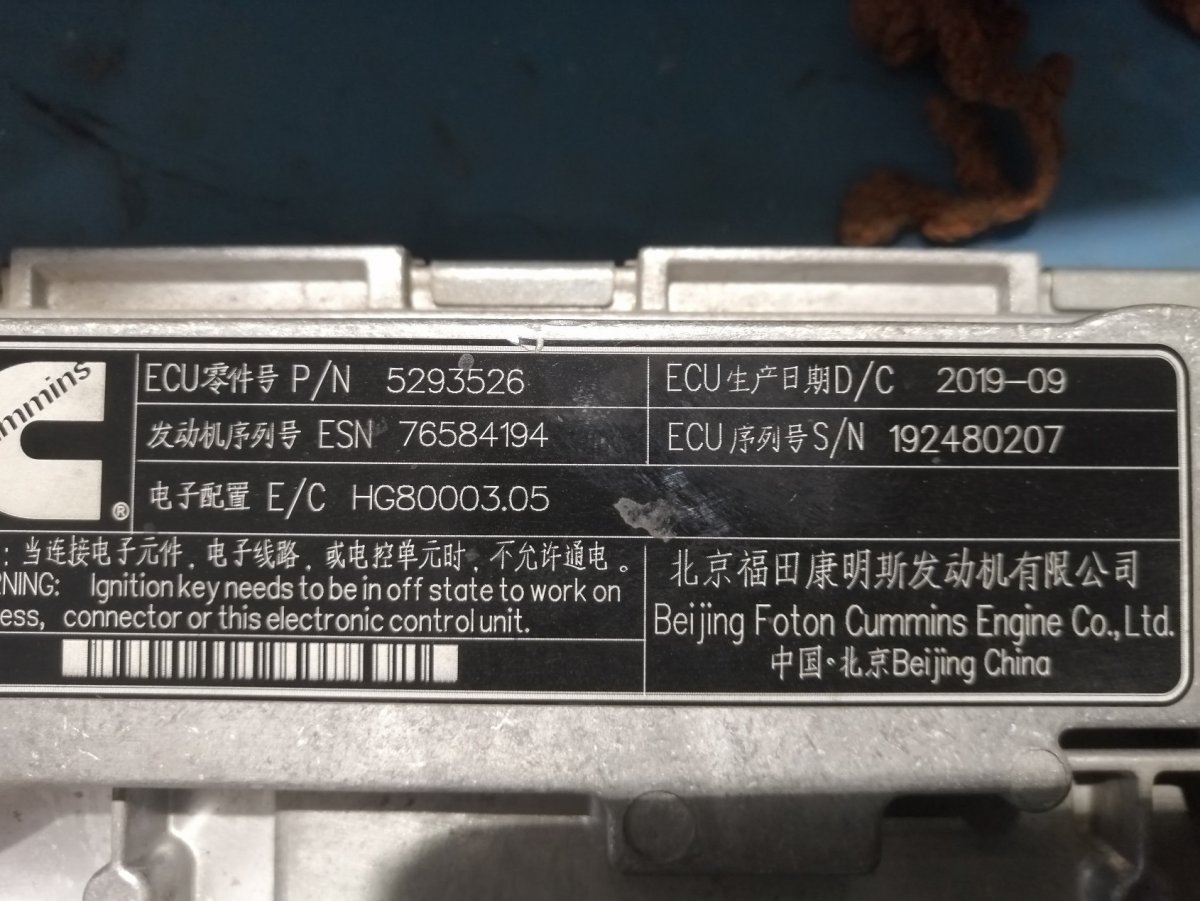 ECU零件号 P/N 5293526 ECU生产日期D/C 2019-09
发动机序列号 ESN 76584194 ECU序列号S/N 192480207
电子配置 E/C HG80003.05
mmins
®
：当连接电子元件，电子线路，或电控单元时，不允许通电。
NING: Ignition key needs to be in off state to work on
ess, connector or this electronic control unit.
北京福田康明斯发动机有限公司
Beijing Foton Cummins Engine Co.,Ltd.
中国·北京Beijing China